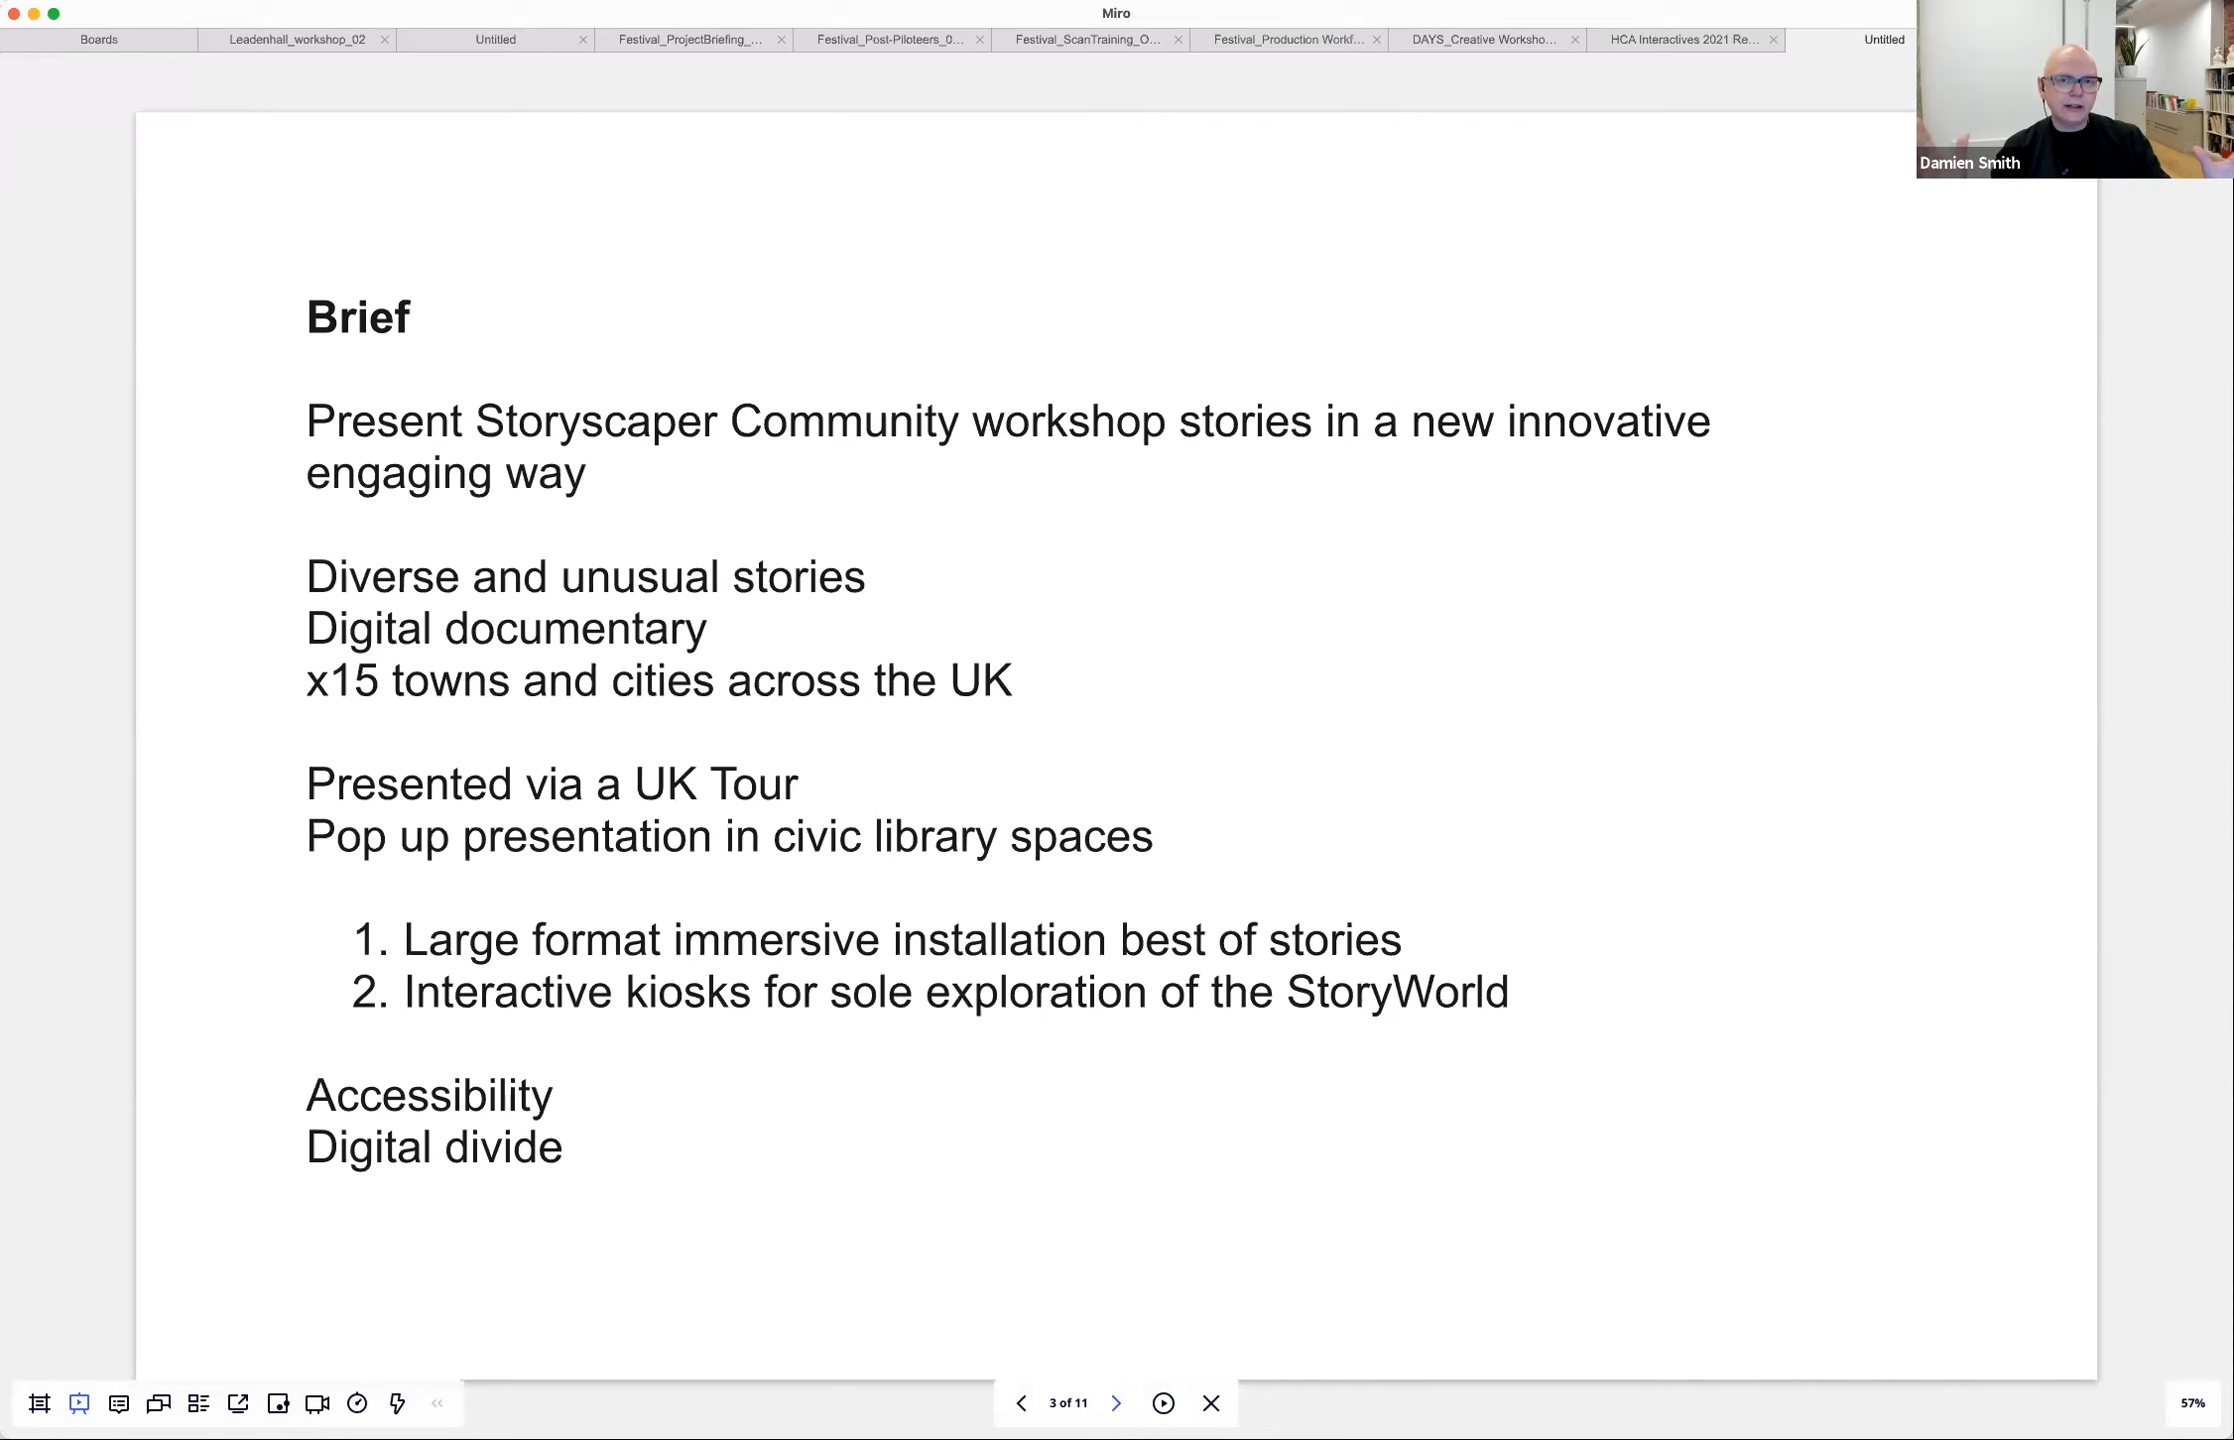 Miro
Boards
Leadenhall_workshop_02
Untitled
Festival_ProjectBriefing_...
Festival_Post-Piloteers_0...
Festival_ScanTraining_O...
Festival_Production Workf...
DAYS_Creative Worksho...
HCA Interactives 2021 Re...
Untitled
Damien Smith
Brief
Present Storyscaper Community workshop stories in a new innovative
engaging way
Diverse and unusual stories
Digital documentary
x15 towns and cities across the UK
Presented via a UK Tour
Pop up presentation in civic library spaces
1. Large format immersive installation best of stories
2. Interactive kiosks for sole exploration of the StoryWorld
Accessibility
Digital divide
3 of 11
57%